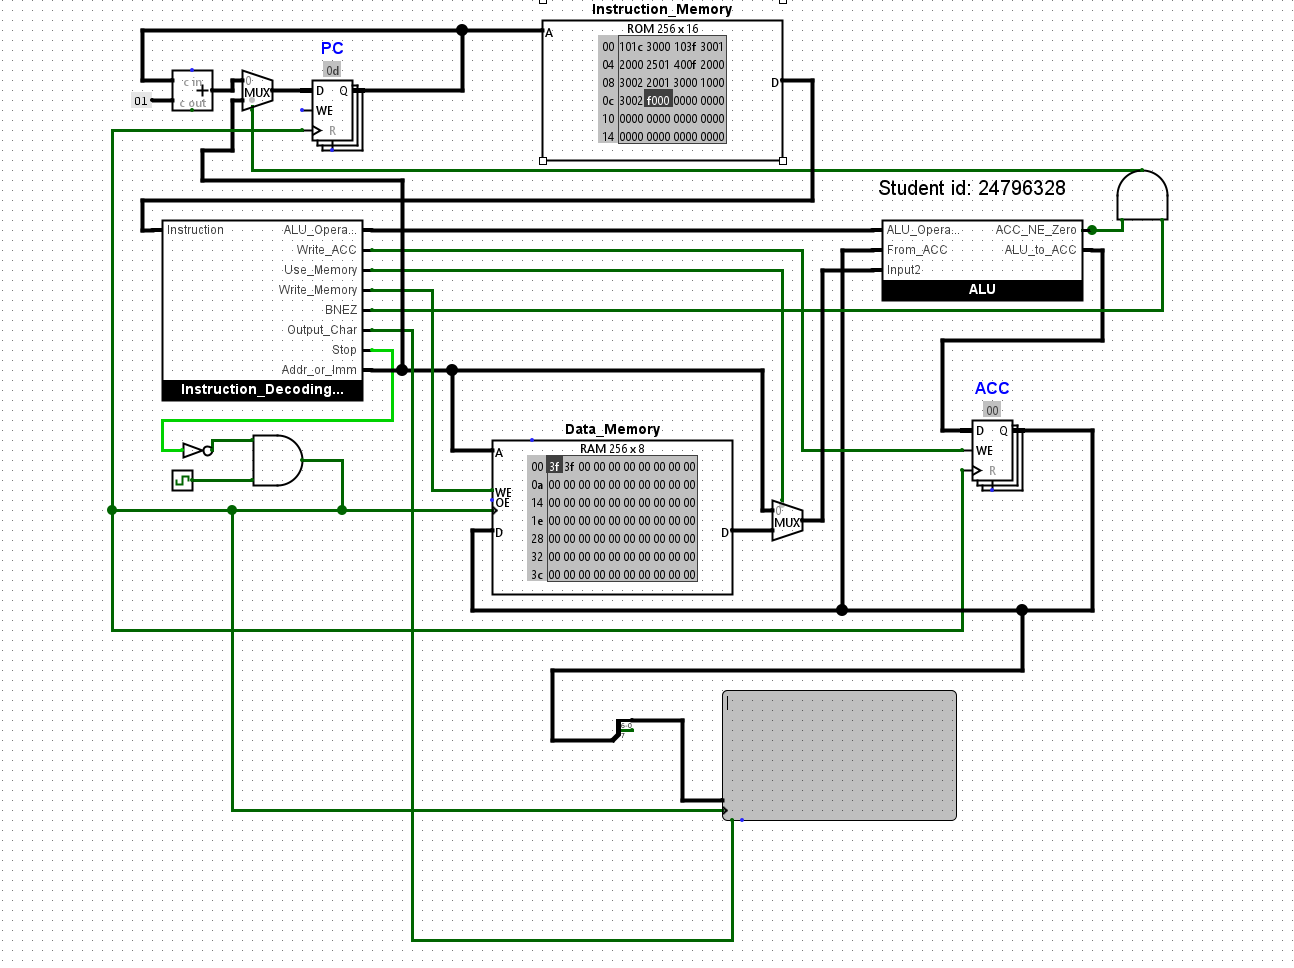 Instruction_Memory
ROM 256 x 16
A
00 101c 3000 103f 3001
04 2000 2501 400f 2000
08 3002 2001 3000 1000
0c 3002 f000 0000 0000
10 0000 0000 0000 0000
14 0000 0000 0000 0000
D
PC
0d
c in
+
c out
01
0
MUX
D Q
WE
R
Student id: 24796328
Instruction
ALU_Opera...
Write_ACC
Use_Memory
Write_Memory
BNEZ
Output_Char
Stop
Addr_or_Imm
Instruction_Decoding...
ALU_Opera... ACC_NE_Zero
From_ACC ALU_to_ACC
Input2
ALU
ACC
00
D Q
WE
R
Data_Memory
RAM 256 x 8
A
WE
OE
D
00 3f 3f 00 00 00 00 00 00 00 00
0a 00 00 00 00 00 00 00 00 00 00
14 00 00 00 00 00 00 00 00 00 00
1e 00 00 00 00 00 00 00 00 00 00
28 00 00 00 00 00 00 00 00 00 00
32 00 00 00 00 00 00 00 00 00 00
3c 00 00 00 00 00 00 00 00 00 00
D
0
MUX